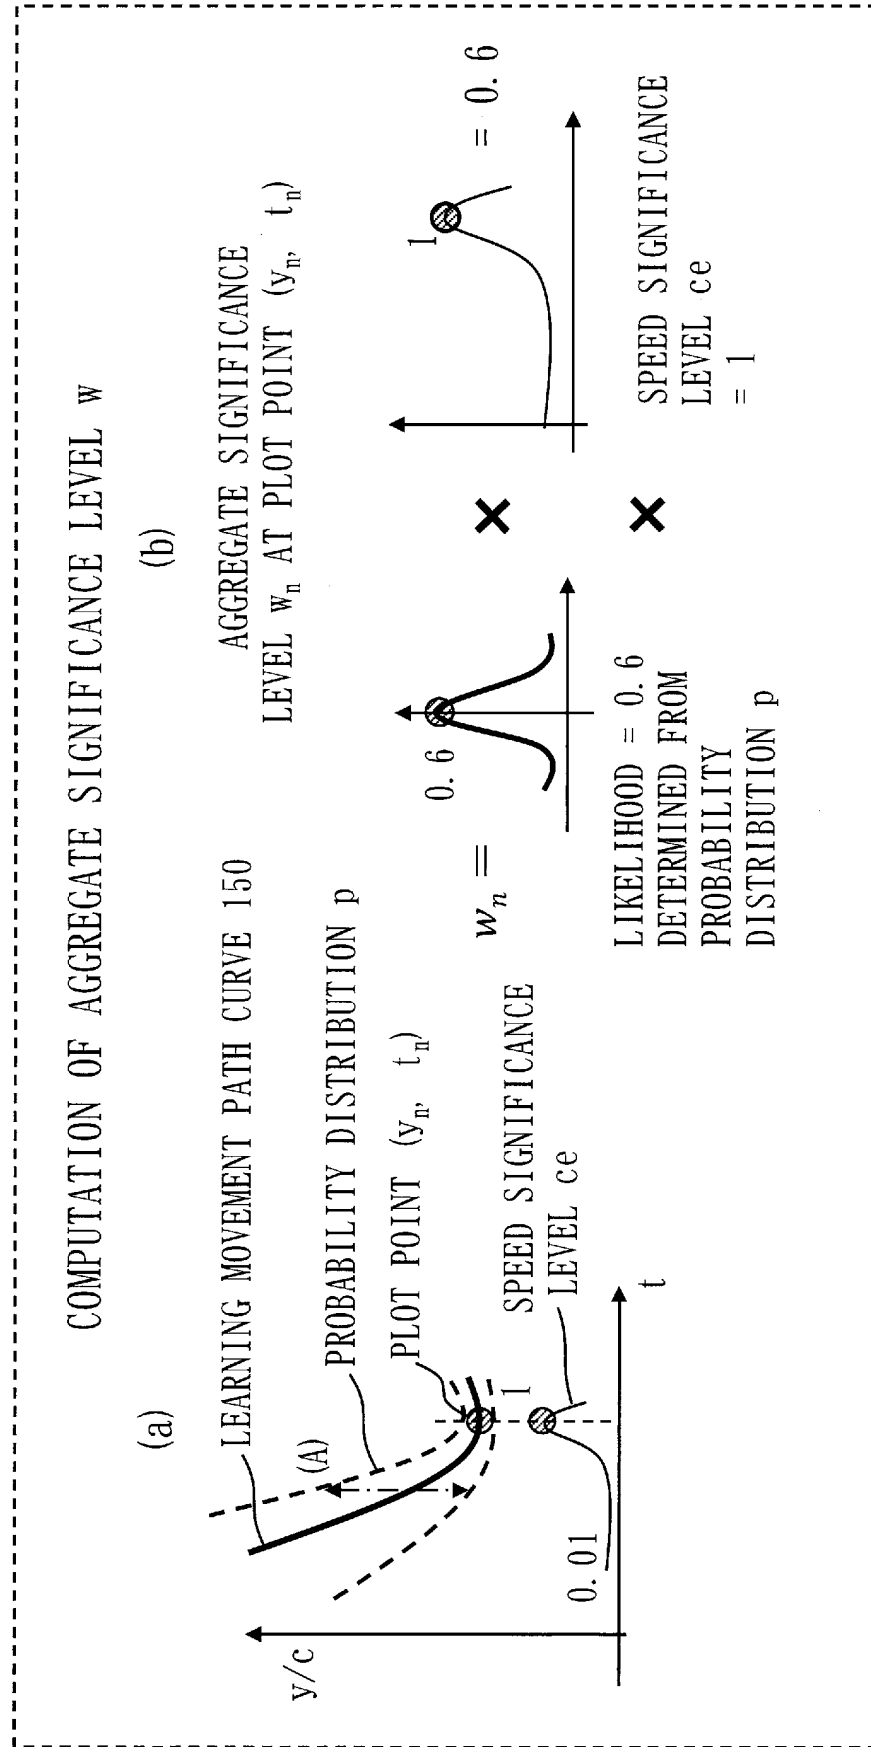 COMPUTATION OF AGGREGATE SIGNIFICANCE LEVEL w
(a)
LEARNING MOVEMENT PATH CURVE 150
(A)
PROBABILITY DISTRIBUTION p
PLOT POINT (yn, tn)
1
SPEED SIGNIFICANCE
LEVEL ce
0.01
y/c
t
(b)
AGGREGATE SIGNIFICANCE
LEVEL wn AT PLOT POINT (yn, tn)
wn =
0.6
×
1
= 0.6
LIKELIHOOD = 0.6
DETERMINED FROM
PROBABILITY
DISTRIBUTION p
×
SPEED SIGNIFICANCE
LEVEL ce
= 1